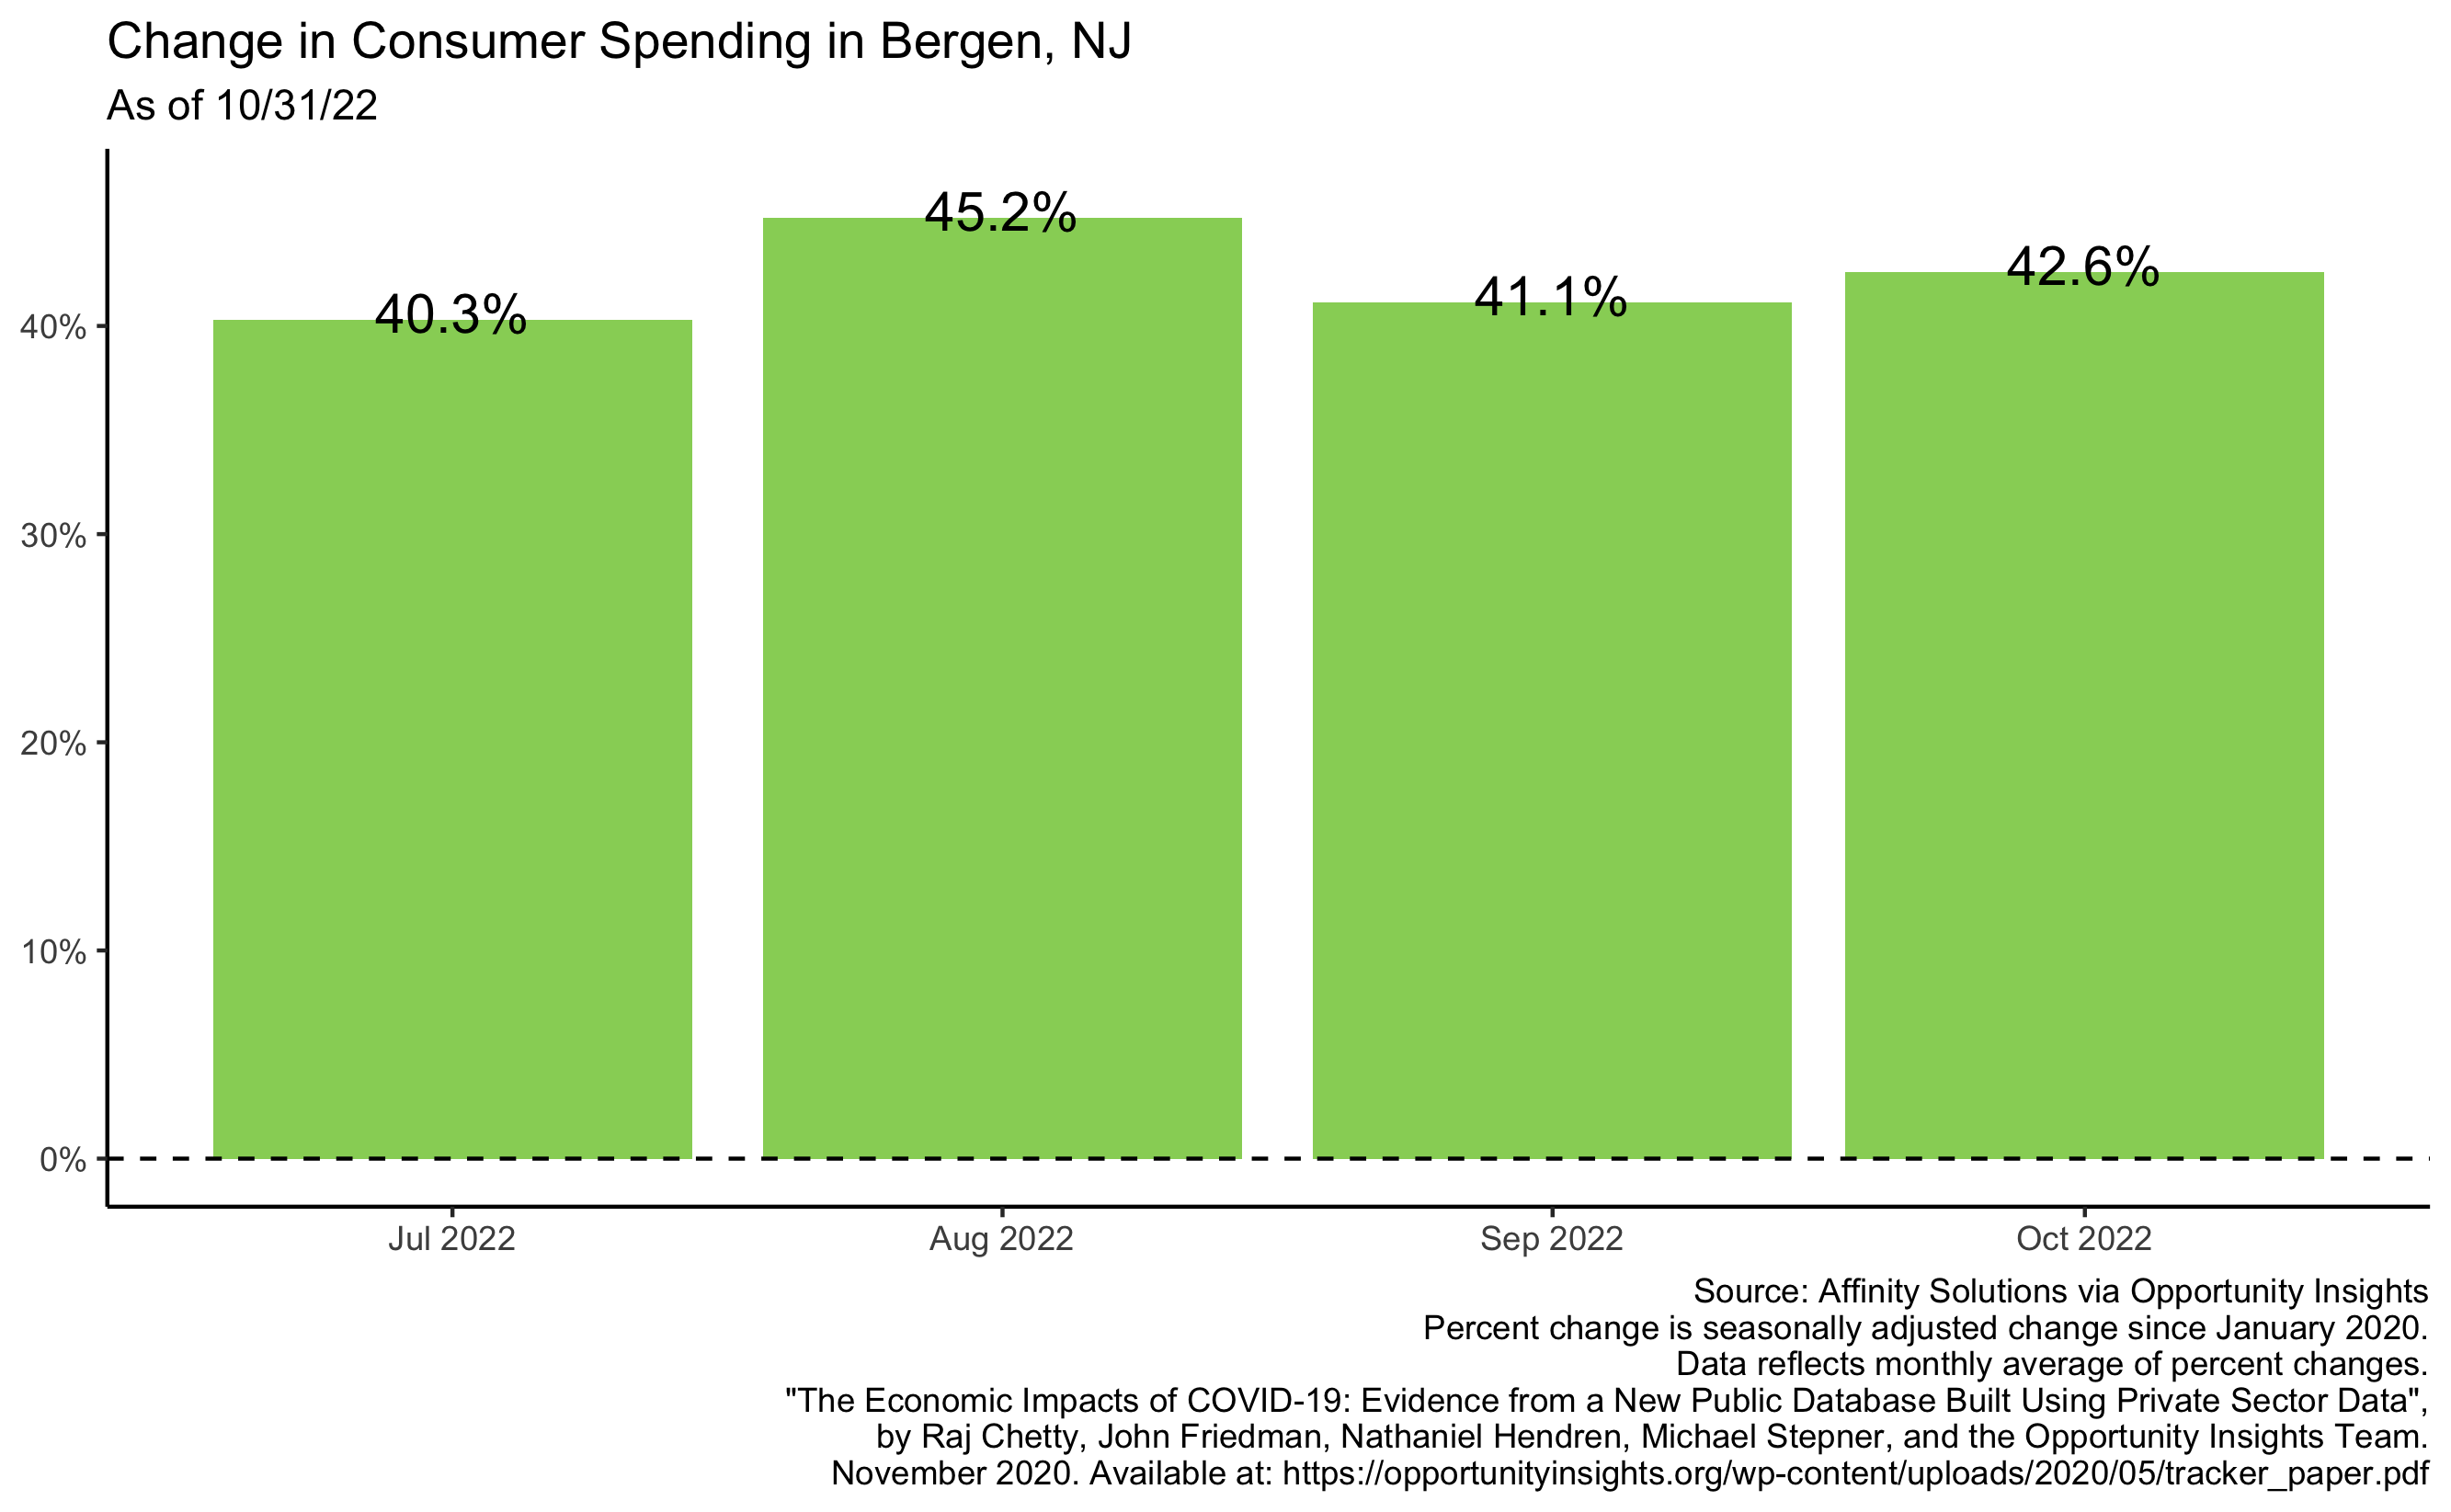 Change in Consumer Spending in Bergen, NJ
As of 10/31/22
40.3%
45.2%
41.1%
42.6%
40%
30%
20%
10%
0%
Jul 2022
Aug 2022
Sep 2022
Oct 2022
Source: Affinity Solutions via Opportunity Insights
Percent change is seasonally adjusted change since January 2020.
Data reflects monthly average of percent changes.
"The Economic Impacts of COVID-19: Evidence from a New Public Database Built Using Private Sector Data",
by Raj Chetty, John Friedman, Nathaniel Hendren, Michael Stepner, and the Opportunity Insights Team.
November 2020. Available at: https://opportunityinsights.org/wp-content/uploads/2020/05/tracker_paper.pdf